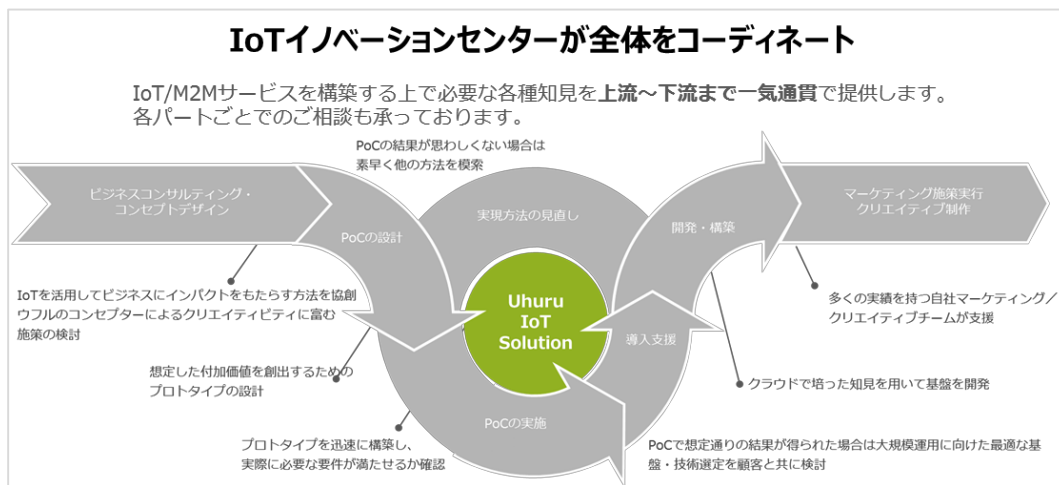 IoTイノベーションセンターが全体をコーディネート
IoT/M2Mサービスを構築する上で必要な各種知見を上流～下流まで一気通貫で提供します。
各パートごとでのご相談も承っております。
PoCの結果が思わしくない場合は
素早く他の方法を模索
ビジネスコンサルティング・
コンセプトデザイン
PoCの設計
実現方法の見直し
開発・構築
マーケティング施策実行
クリエイティブ制作
IoTを活用してビジネスにインパクトをもたらす方法を協創
ウフルのコンセプターによるクリエイティビティに富む
施策の検討
Uhuru
IoT
Solution
導入支援
多くの実績を持つ自社マーケティング／
クリエイティブチームが支援
想定した付加価値を創出するための
プロトタイプの設計
クラウドで培った知見を用いて基盤を開発
PoCの実施
プロトタイプを迅速に構築し、
実際に必要な要件が満たせるか確認
PoCで想定通りの結果が得られた場合は大規模運用に向けた最適な基
盤・技術選定を顧客と共に検討